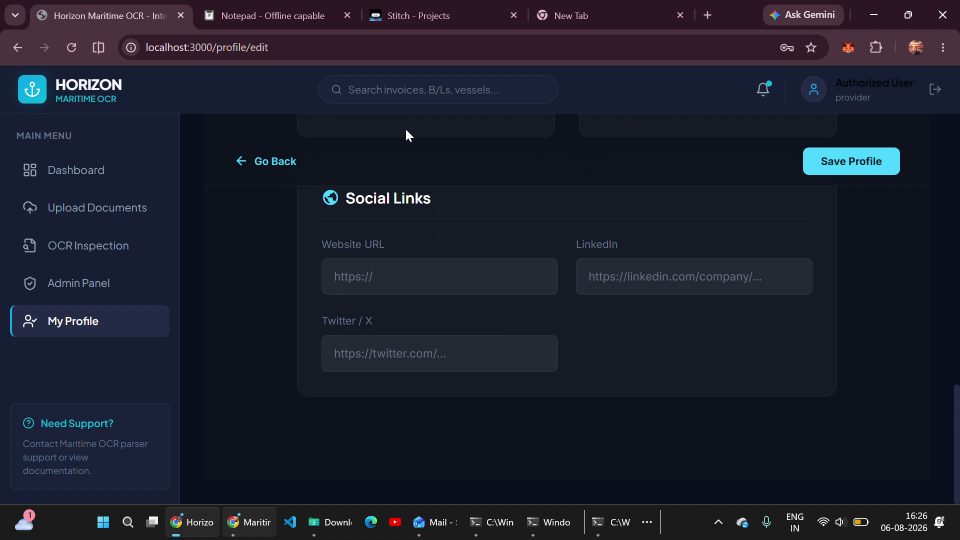 Horizon Maritime OCR - Inte
Notepad - Offline capable
Stitch - Projects
New Tab
Ask Gemini
localhost:3000/profile/edit
HORIZON
MARITIME OCR
Search invoices, B/Ls, vessels...
Authorized User
provider
MAIN MENU
Dashboard
Upload Documents
OCR Inspection
Admin Panel
My Profile
Need Support?
Contact Maritime OCR parser
support or view
documentation.
Go Back
Save Profile
Social Links
Website URL
LinkedIn
https://
https://linkedin.com/company/...
Twitter / X
https://twitter.com/...
1
Horizo
Maritir
Downl
Mail -
C:\Win
Windo
C:\W
ENG
IN
16:26
06-08-2026